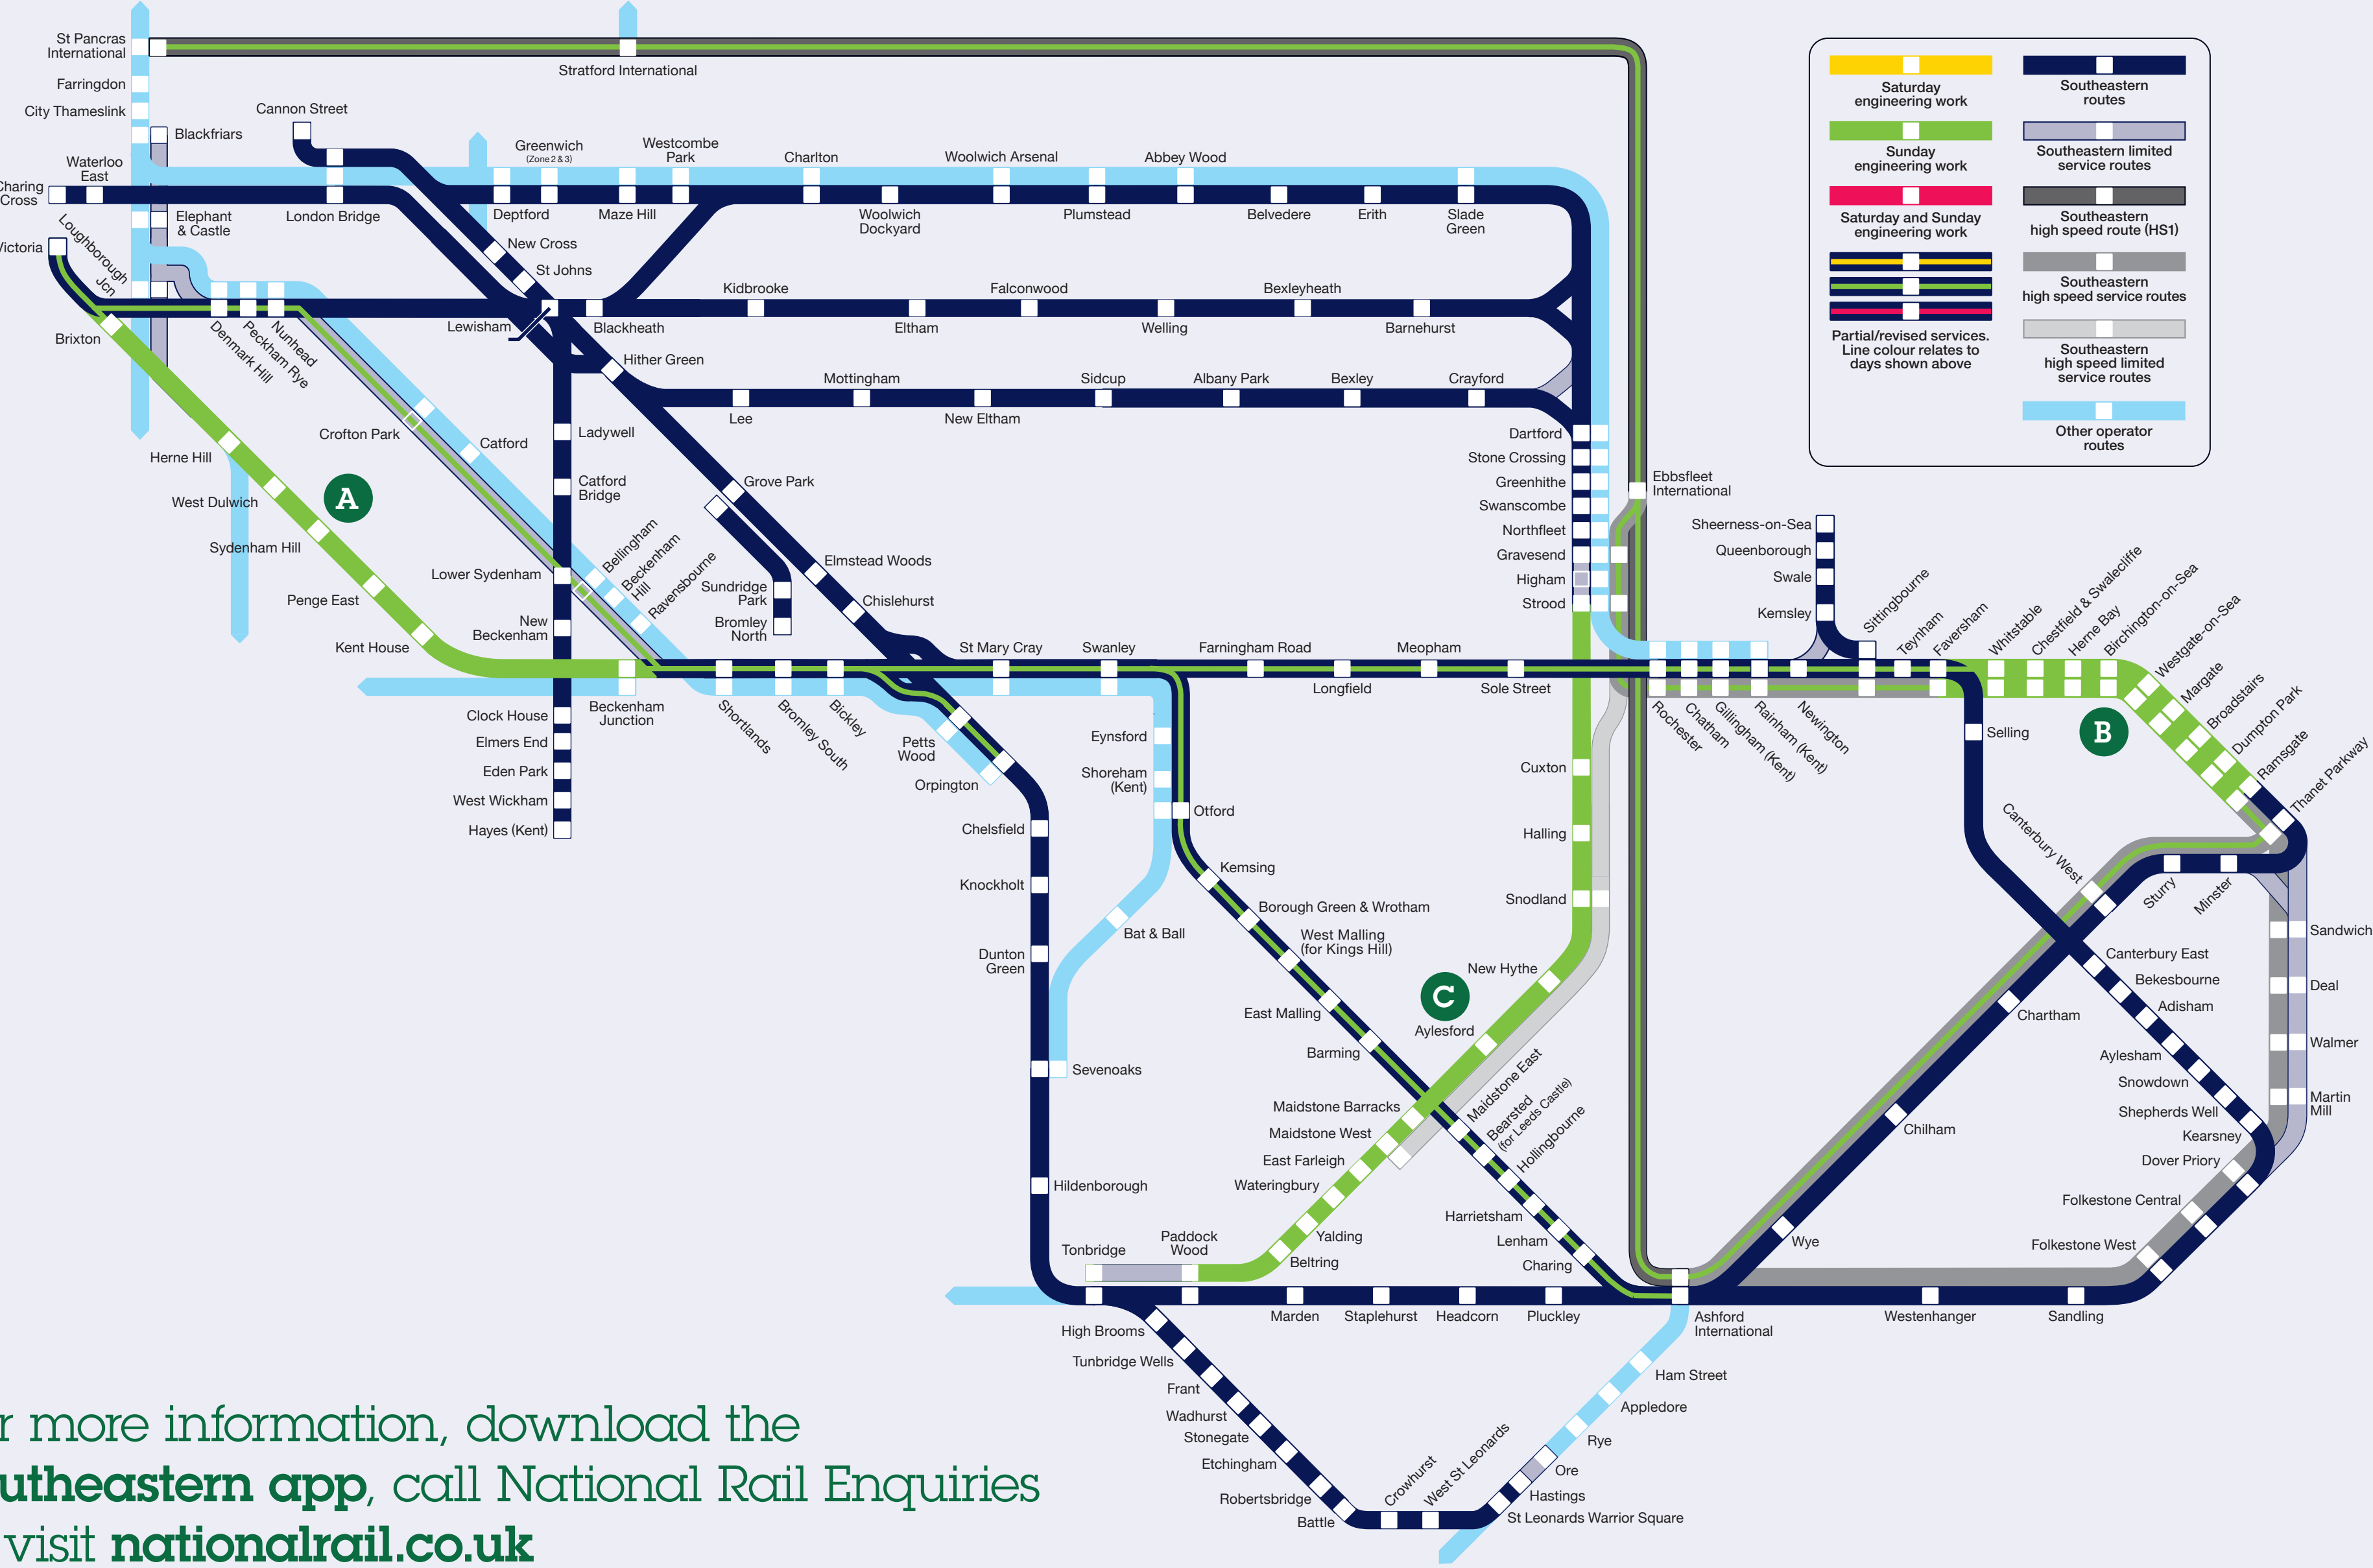 St Pancras
International
Stratford International
Farringdon
City Thameslink
Blackfriars
Cannon Street
Waterloo
East
Charing
Cross
London Bridge
Elephant
& Castle
Loughborough
Jcn
Victoria
Brixton
Denmark Hill
Peckham Rye
Nunhead
Greenwich
(Zone 2 & 3)
Westcombe
Park
Charlton
Woolwich Arsenal
Abbey Wood
Deptford
Maze Hill
Woolwich
Dockyard
Plumstead
Belvedere
Erith
Slade
Green
New Cross
St Johns
Lewisham
Blackheath
Kidbrooke
Eltham
Falconwood
Welling
Bexleyheath
Barnehurst
Hither Green
Lee
Mottingham
New Eltham
Sidcup
Albany Park
Bexley
Crayford
Crofton Park
Catford
Ladywell
Catford
Bridge
Herne Hill
West Dulwich
Sydenham Hill
Penge East
Kent House
A
Lower Sydenham
New
Beckenham
Bellingham
Beckenham
Hill
Ravensbourne
Grove Park
Elmstead Woods
Chislehurst
Sundridge
Park
Bromley
North
Dartford
Stone Crossing
Greenhithe
Swanscombe
Northfleet
Gravesend
Higham
Strood
Ebbsfleet
International
Sheerness-on-Sea
Queenborough
Swale
Kemsley
Sittingbourne
Teynham
Faversham
Whitstable
Chestfield & Swalecliffe
Herne Bay
Birchington-on-Sea
Westgate-on-Sea
Margate
Broadstairs
Dumpton Park
Ramsgate
Thanet Parkway
B
St Mary Cray
Swanley
Farningham Road
Longfield
Meopham
Sole Street
Rochester
Chatham
Gillingham (Kent)
Rainham (Kent)
Newington
Clock House
Elmers End
Eden Park
West Wickham
Hayes (Kent)
Beckenham
Junction
Shortlands
Bromley South
Bickley
Petts
Wood
Orpington
Chelsfield
Knockholt
Dunton
Green
Sevenoaks
Hildenborough
Eynsford
Shoreham
(Kent)
Otford
Bat & Ball
Kemsing
Borough Green & Wrotham
West Malling
(for Kings Hill)
East Malling
Barming
Maidstone East
Bearsted
(for Leeds Castle)
Hollingbourne
Harrietsham
Lenham
Charing
Cuxton
Halling
Snodland
New Hythe
C
Aylesford
Maidstone Barracks
Maidstone West
East Farleigh
Wateringbury
Yalding
Beltring
Paddock
Wood
Tonbridge
Selling
Canterbury West
Sturry
Minster
Canterbury East
Bekesbourne
Adisham
Aylesham
Snowdown
Shepherds Well
Kearsney
Dover Priory
Folkestone Central
Folkestone West
Sandwich
Deal
Walmer
Martin
Mill
Chartham
Chilham
Wye
Marden
Staplehurst
Headcorn
Pluckley
Ashford
International
Westenhanger
Sandling
High Brooms
Tunbridge Wells
Frant
Wadhurst
Stonegate
Etchingham
Robertsbridge
Battle
Crowhurst
West St Leonards
St Leonards Warrior Square
Hastings
Ore
Rye
Appledore
Ham Street
Saturday
engineering work
Sunday
engineering work
Saturday and Sunday
engineering work
Partial/revised services.
Line colour relates to
days shown above
Southeastern
routes
Southeastern limited
service routes
Southeastern
high speed route (HS1)
Southeastern
high speed service routes
Southeastern
high speed limited
service routes
Other operator
routes
r more information, download the
utheastern app, call National Rail Enquiries
visit nationalrail.co.uk